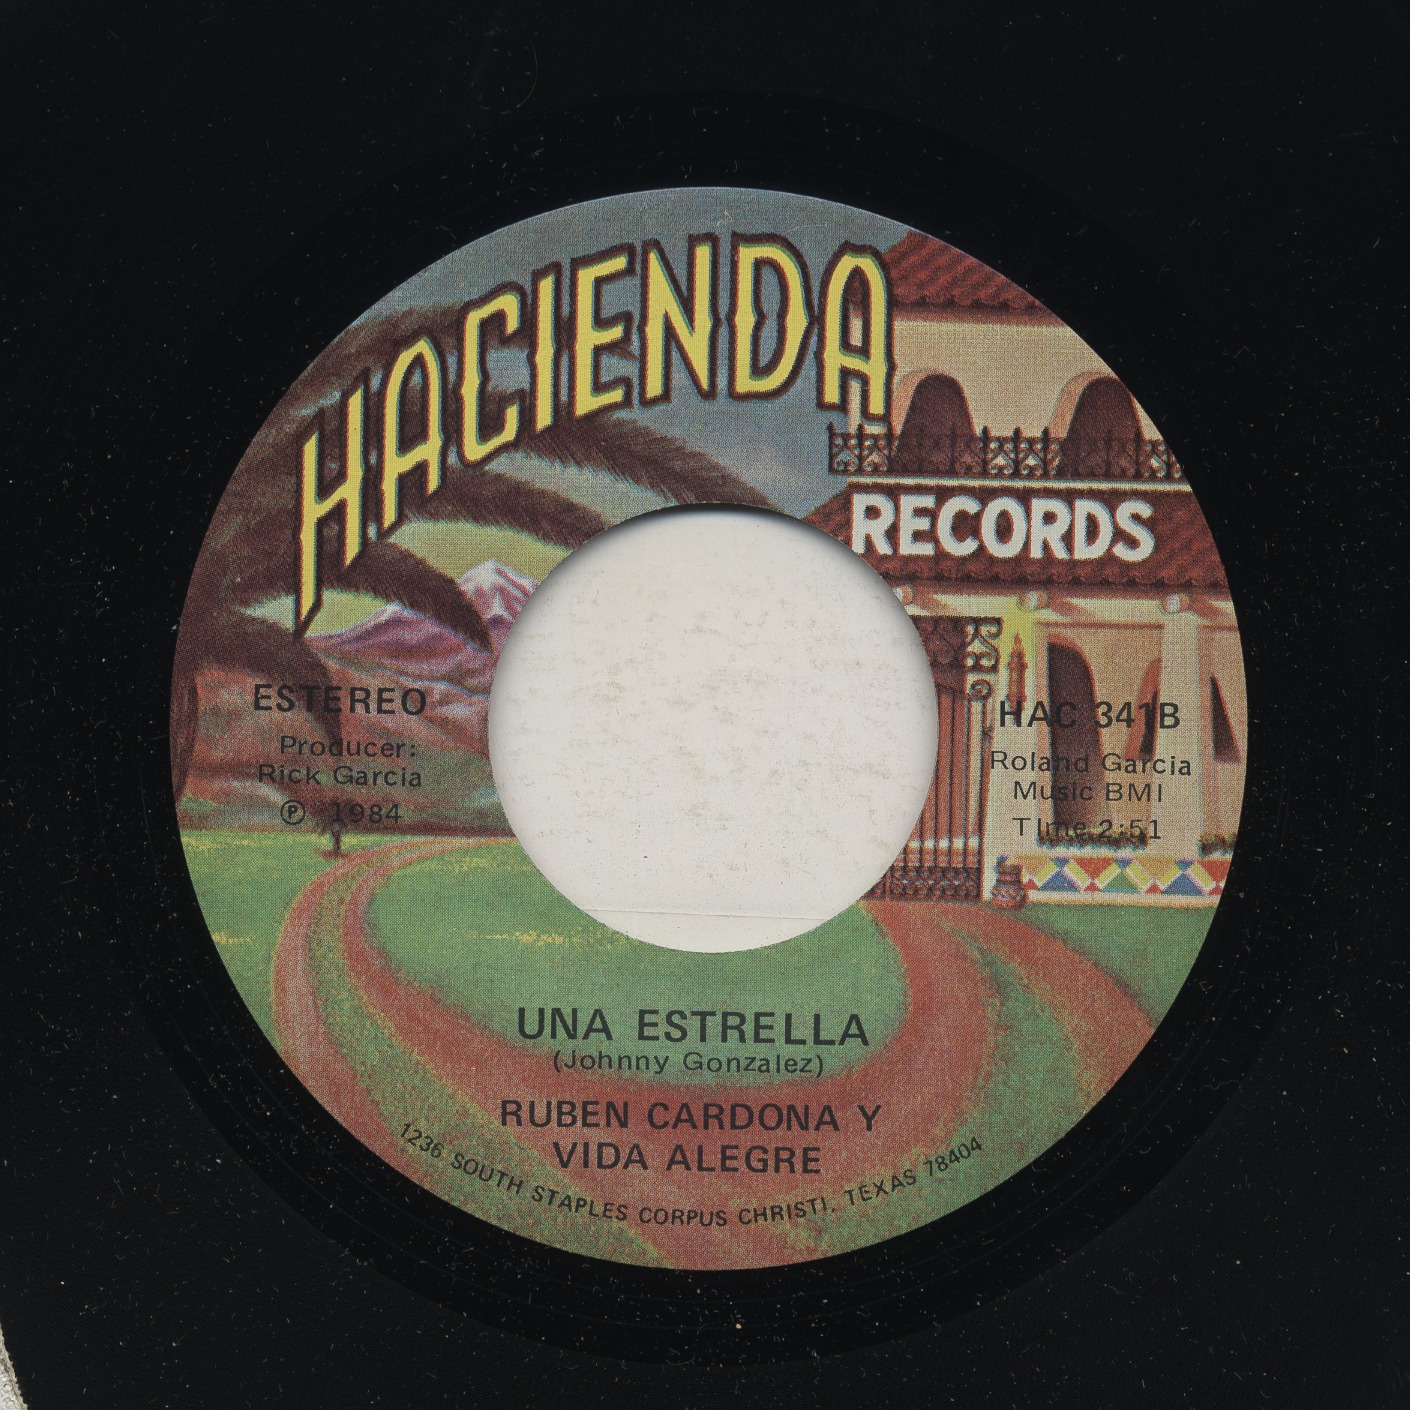 HACIENDA
RECORDS
ESTEREO
Producer:
Rick Garcia
Ⓟ 1984
HAC 341B
Roland Garcia
Music BMI
Time 2:51
UNA ESTRELLA
(Johnny Gonzalez)
RUBEN CARDONA Y
VIDA ALEGRE
1236 SOUTH STAPLES CORPUS CHRISTI, TEXAS 78404